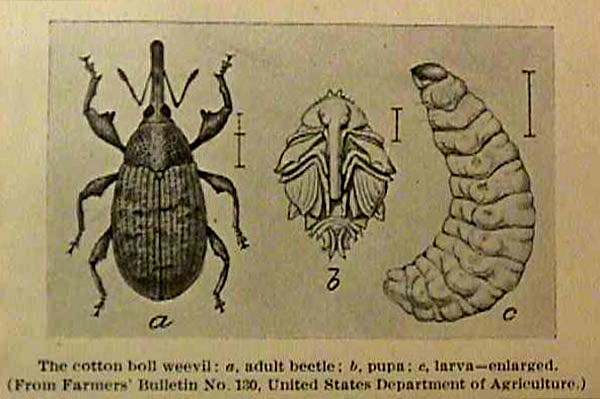 a
b
c
The cotton boll weevil: a, adult beetle; b, pupa; c, larva—enlarged.
(From Farmers' Bulletin No. 130, United States Department of Agriculture.)